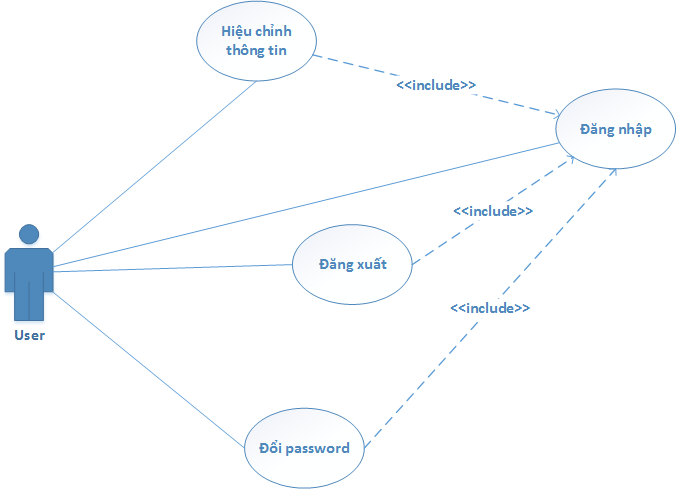 Hiệu chỉnh
thông tin
<<include>>
Đăng nhập
<<include>>
Đăng xuất
<<include>>
User
Đổi password